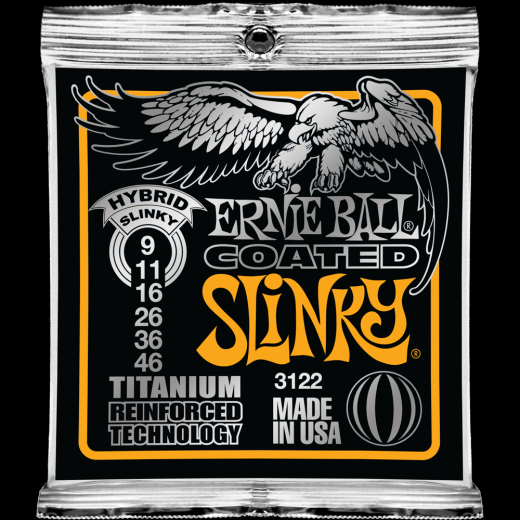 HYBRID
SLINKY
9
11
16
26
36
46
ERNIE BALL®
COATED
SLINKY®
TITANIUM
REINFORCED
TECHNOLOGY
3122
MADE
IN USA